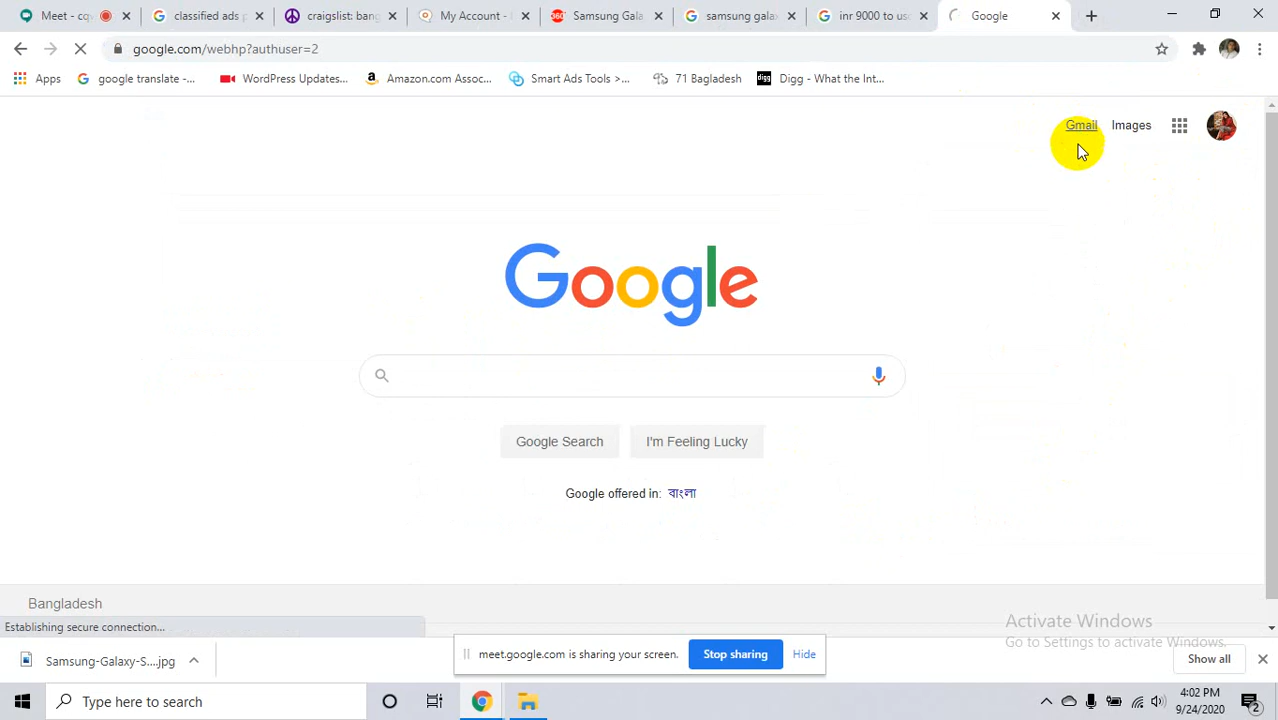 Meet - cq
classified ads p
craigslist: bang
My Account - I
Samsung Gala
samsung galax
inr 9000 to us
Google
google.com/webhp?authuser=2
Apps
google translate -...
WordPress Updates...
Amazon.com Assoc...
Smart Ads Tools >...
71 Bagladesh
Digg - What the Int...
Gmail
Images
Google
Google Search
I'm Feeling Lucky
Google offered in: বাংলা
Bangladesh
Establishing secure connection...
Activate Windows
Go to Settings to activate Windows.
Samsung-Galaxy-S....jpg
meet.google.com is sharing your screen.
Stop sharing
Hide
Show all
Type here to search
4:02 PM
9/24/2020
2